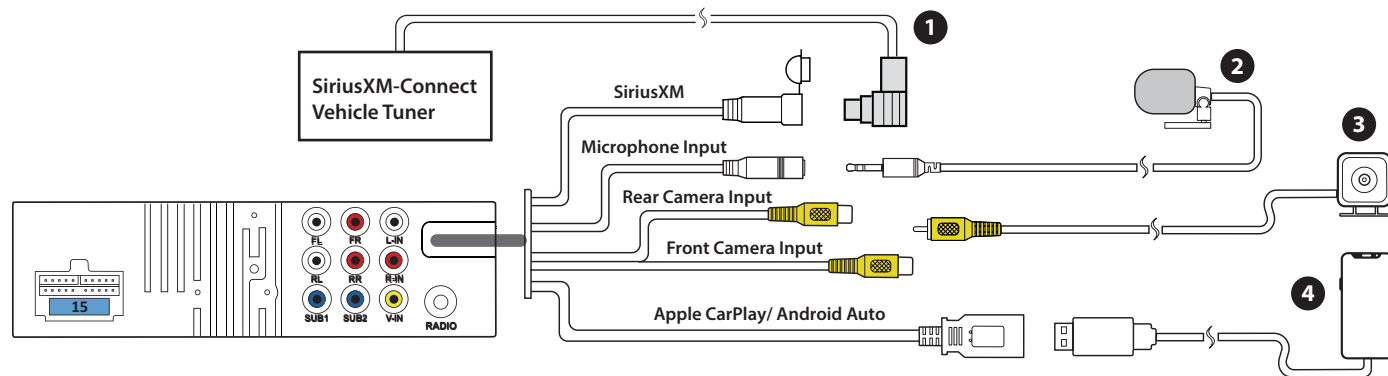 1
SiriusXM-Connect
Vehicle Tuner
SiriusXM
2
Microphone Input
3
Rear Camera Input
Front Camera Input
FL FR L-IN
RL RR R-IN
15
SUB1 SUB2 V-IN
RADIO
Apple CarPlay/ Android Auto
4